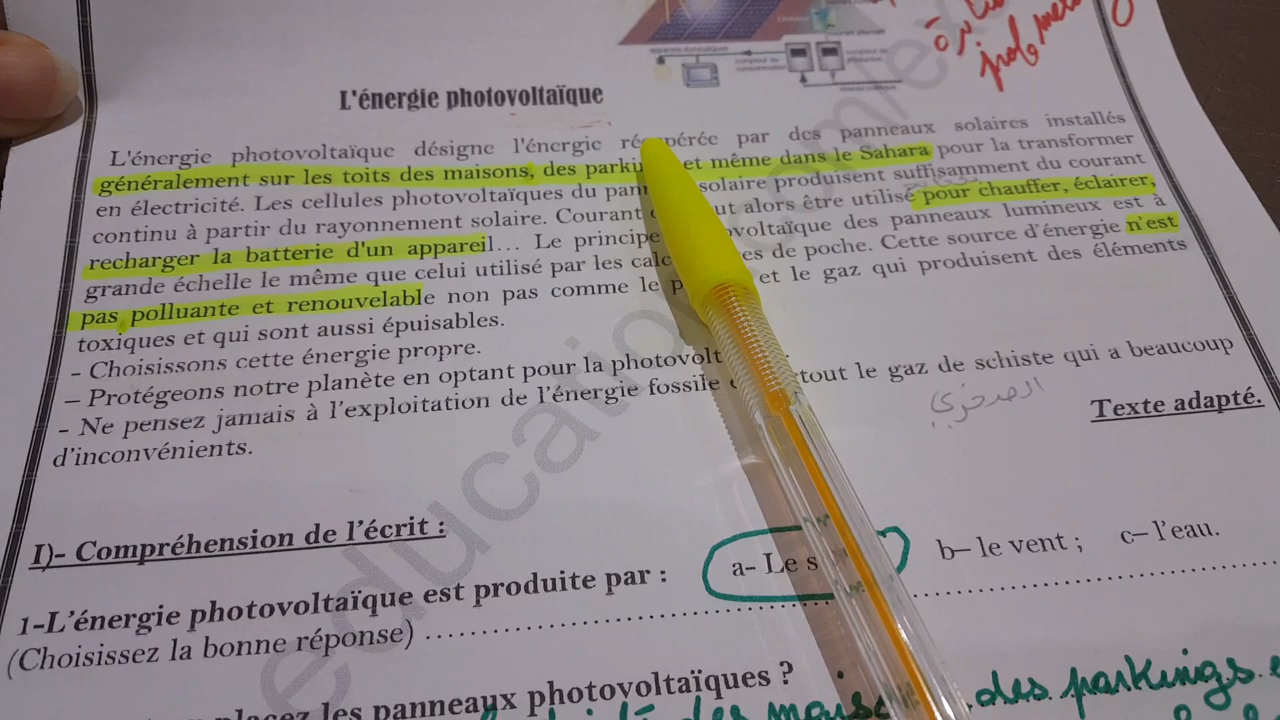 L'énergie photovoltaïque
L'énergie photovoltaïque désigne l'énergie récupérée par des panneaux solaires installés
généralement sur les toits des maisons, des parki et même dans le Sahara pour la transformer
en électricité. Les cellules photovoltaïques du pan solaire produisent suffisamment du courant
continu à partir du rayonnement solaire. Courant ut alors être utilisé pour chauffer, éclairer,
recharger la batterie d'un appareil... Le principe voltaïque des panneaux lumineux est à
grande échelle le même que celui utilisé par les calc es de poche. Cette source d'énergie n'est
pas polluante et renouvelable non pas comme le p et le gaz qui produisent des éléments
toxiques et qui sont aussi épuisables.
- Choisissons cette énergie propre.
– Protégeons notre planète en optant pour la photovolt
- Ne pensez jamais à l'exploitation de l'énergie fossile tout le gaz de schiste qui a beaucoup
d'inconvénients.
Texte adapté.
I)- Compréhension de l'écrit :
1-L'énergie photovoltaïque est produite par : a- Le s b– le vent ; c– l'eau.
(Choisissez la bonne réponse)
les panneaux photovoltaïques ?
des parkings
education